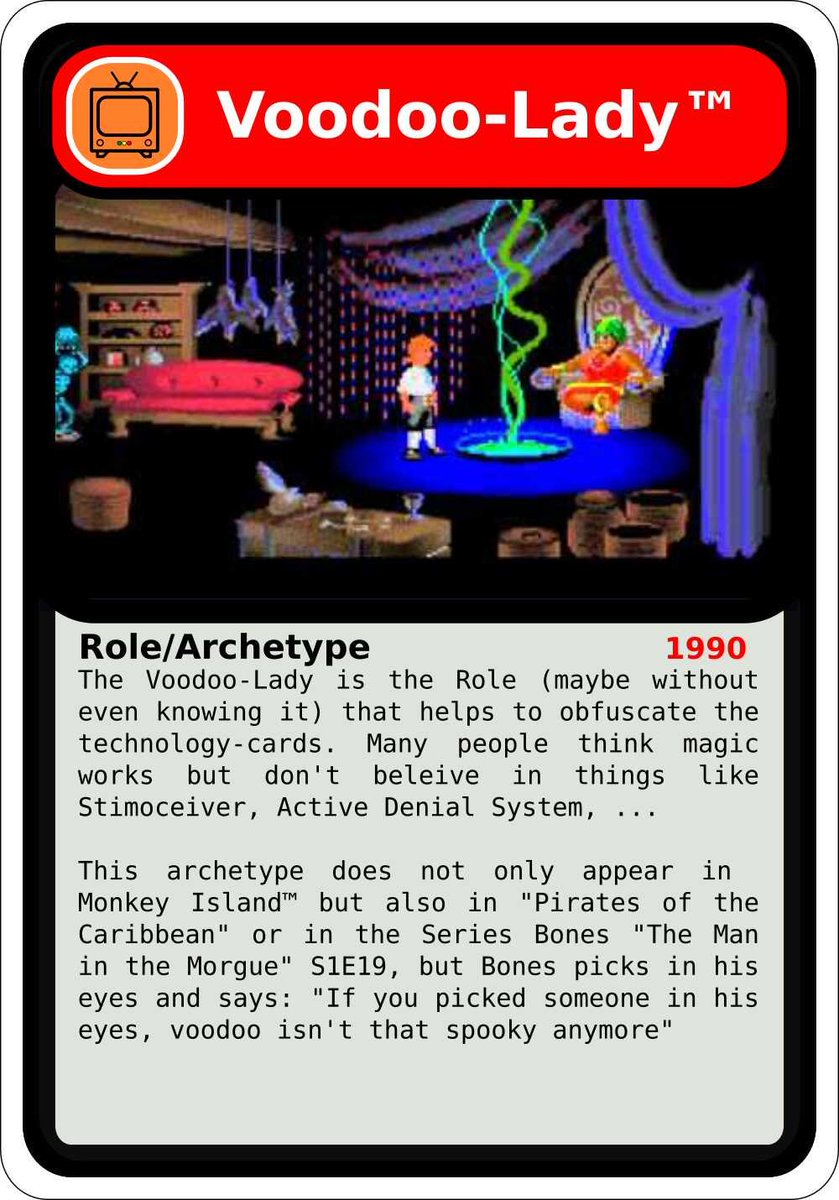 Voodoo-Lady™
Role/Archetype 1990
The Voodoo-Lady is the Role (maybe without
even knowing it) that helps to obfuscate the
technology-cards. Many people think magic
works but don't beleive in things like
Stimoceiver, Active Denial System, ...
This archetype does not only appear in
Monkey Island™ but also in "Pirates of the
Caribbean" or in the Series Bones "The Man
in the Morgue" S1E19, but Bones picks in his
eyes and says: "If you picked someone in his
eyes, voodoo isn't that spooky anymore"